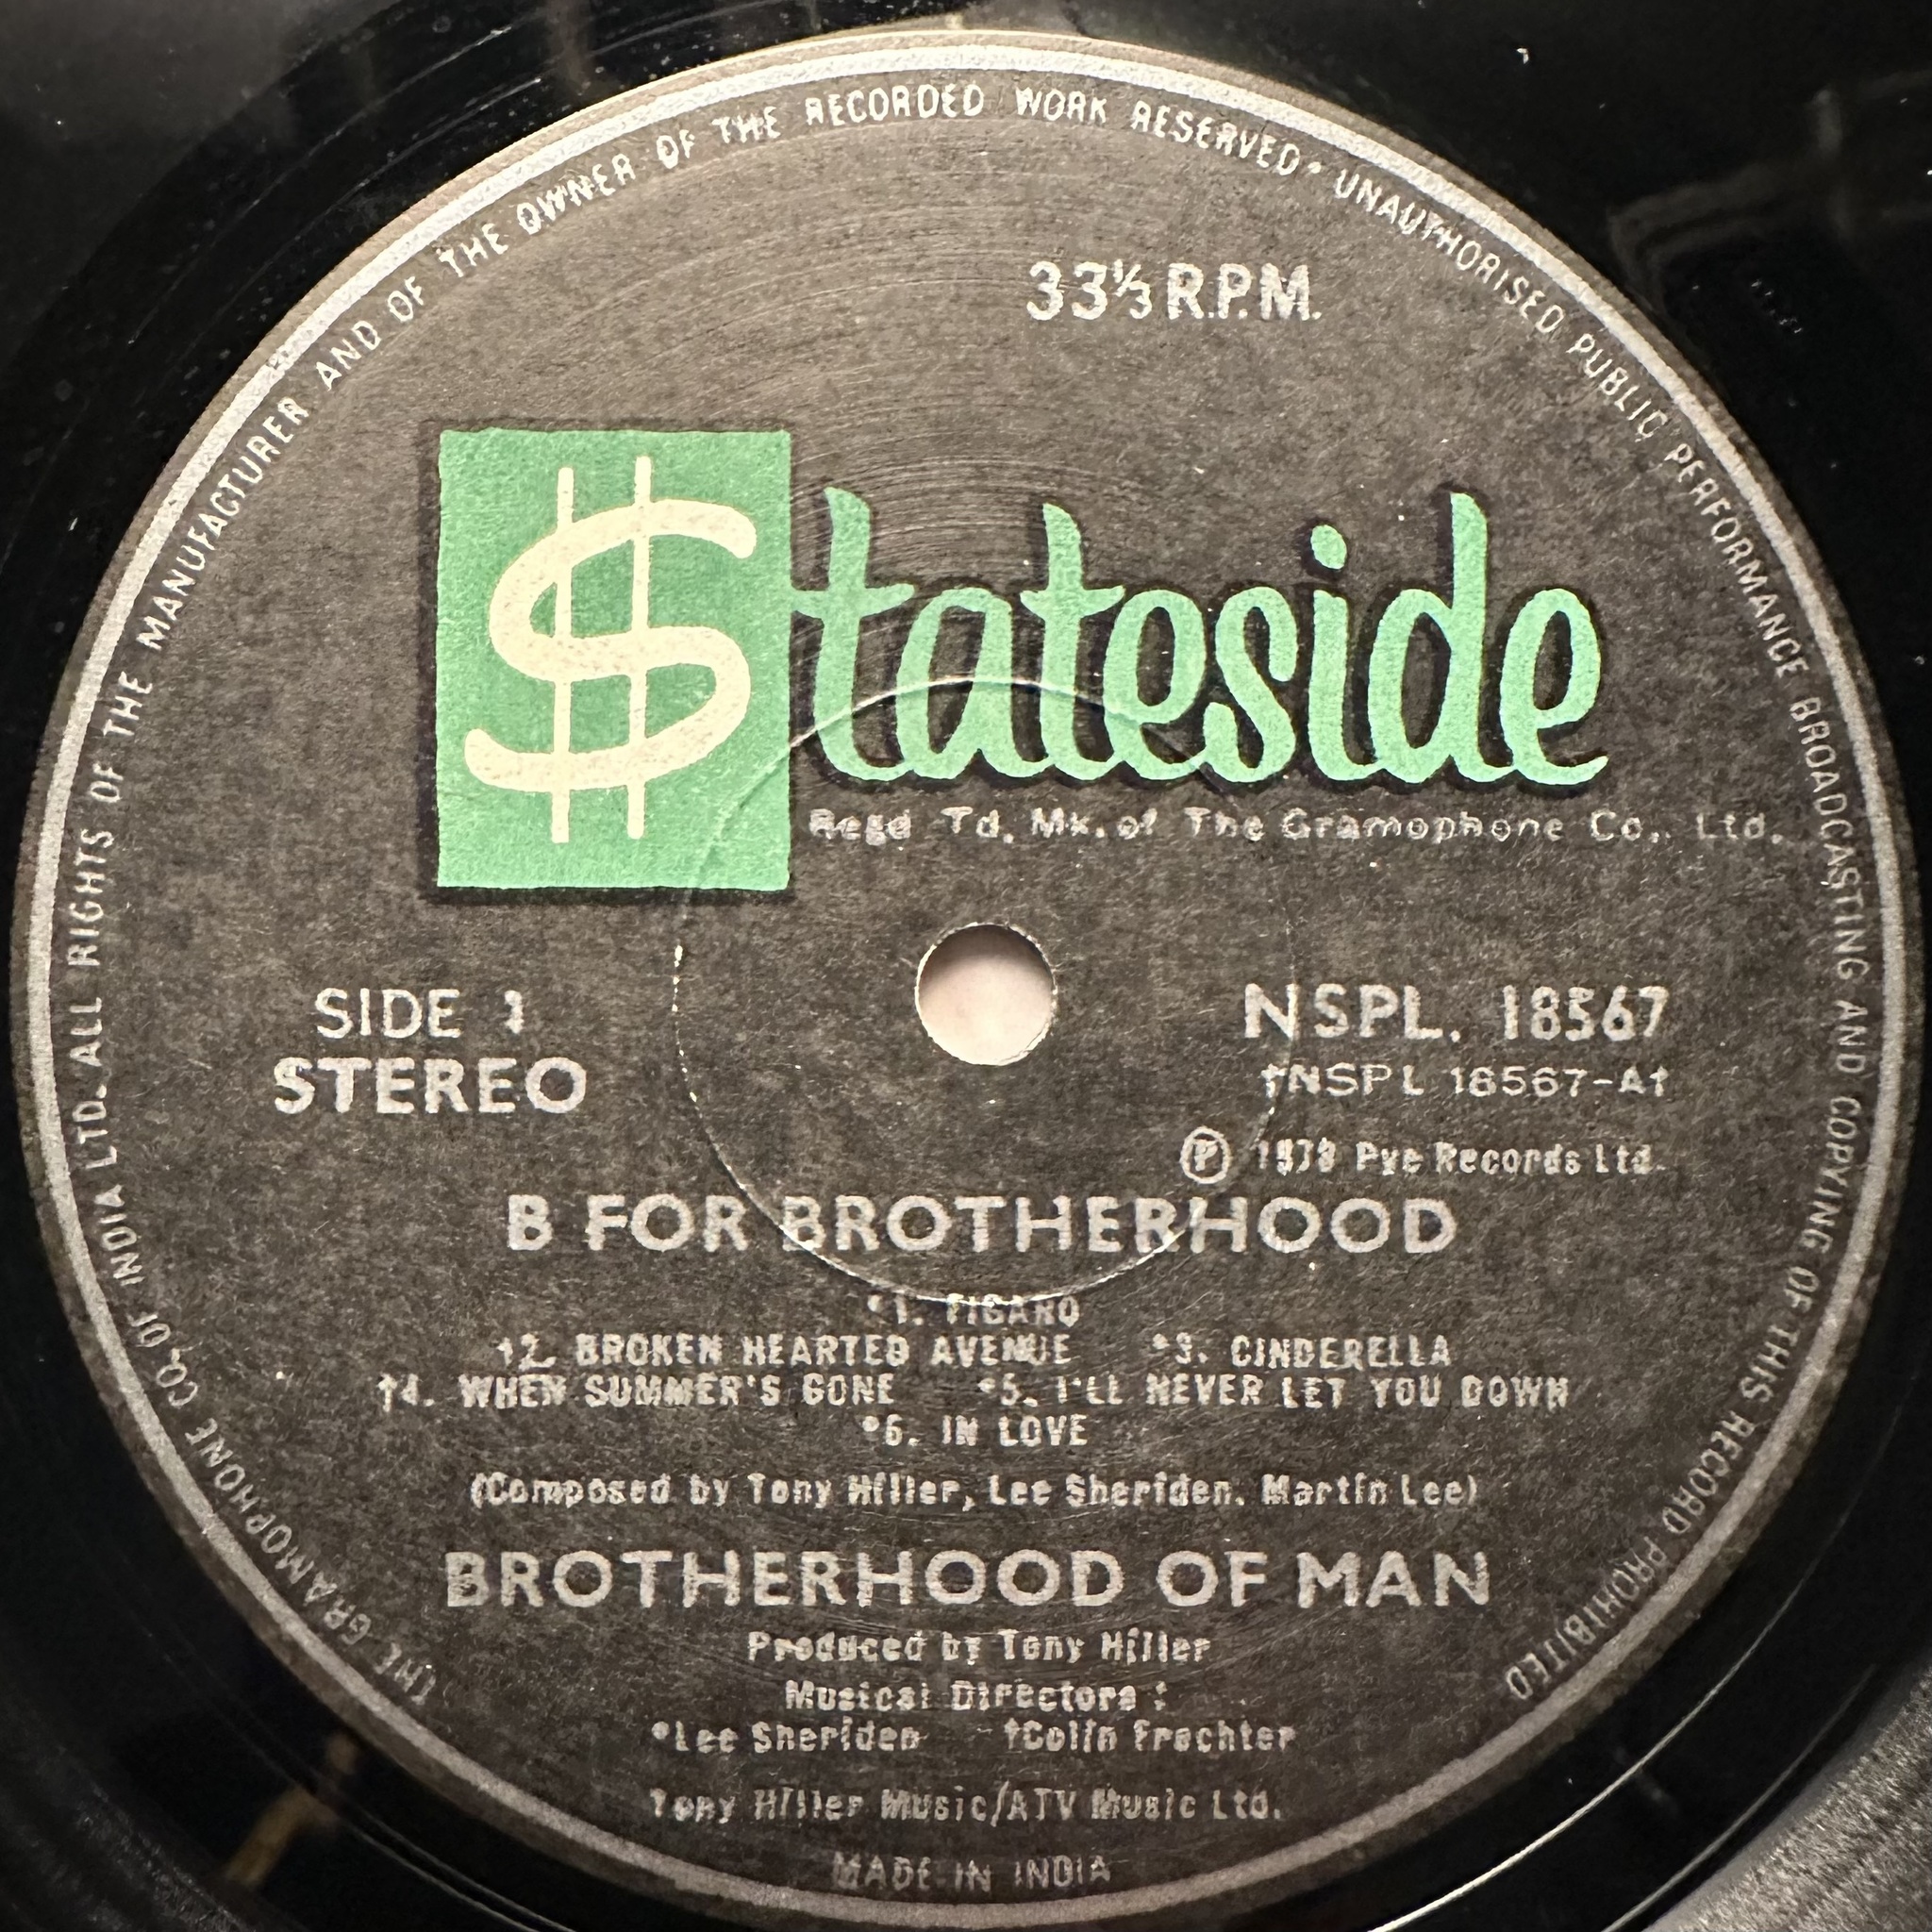 THE GRAMOPHONE CO. OF INDIA LTD. ALL RIGHTS OF THE MANUFACTURER AND OF THE OWNER OF THE RECORDED WORK RESERVED • UNAUTHORISED PUBLIC PERFORMANCE BROADCASTING AND COPYING OF THIS RECORD PROHIBITED
33⅓ R.P.M.
$tateside
Regd Td. Mk. of The Gramophone Co., Ltd.
SIDE 1
STEREO
NSPL. 18567
†NSPL 18567-A†
Ⓟ 1978 Pye Records Ltd.
B FOR BROTHERHOOD
*1. FIGARO
†2. BROKEN HEARTED AVENUE *3. CINDERELLA
†4. WHEN SUMMER'S GONE *5. I'LL NEVER LET YOU DOWN
*6. IN LOVE
(Composed by Tony Hiller, Lee Sheriden, Martin Lee)
BROTHERHOOD OF MAN
Produced by Tony Hiller
Musical Directors :
*Lee Sheriden †Colin Frechter
Tony Hiller Music/ATV Music Ltd.
MADE IN INDIA